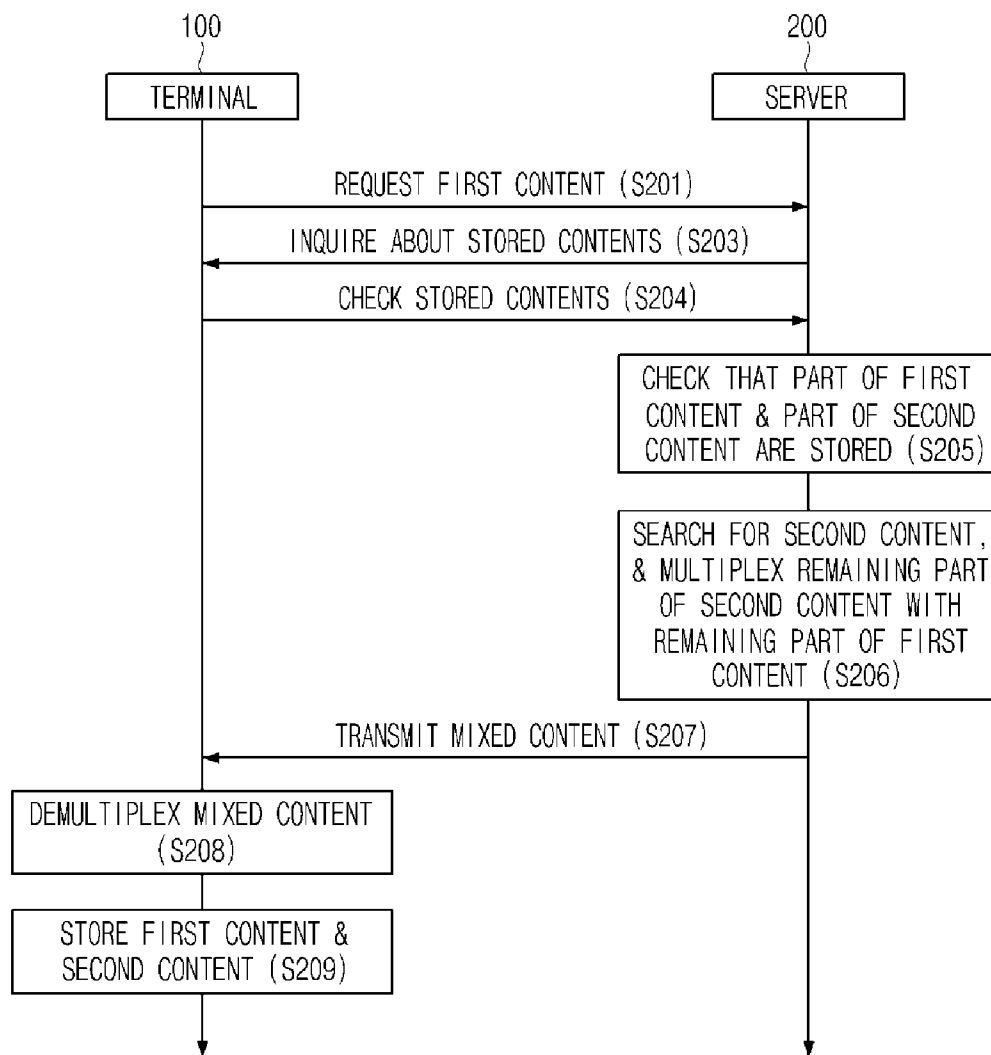 100
200
TERMINAL
SERVER
REQUEST FIRST CONTENT (S201)
INQUIRE ABOUT STORED CONTENTS (S203)
CHECK STORED CONTENTS (S204)
CHECK THAT PART OF FIRST
CONTENT & PART OF SECOND
CONTENT ARE STORED (S205)
SEARCH FOR SECOND CONTENT,
& MULTIPLEX REMAINING PART
OF SECOND CONTENT WITH
REMAINING PART OF FIRST
CONTENT (S206)
TRANSMIT MIXED CONTENT (S207)
DEMULTIPLEX MIXED CONTENT
(S208)
STORE FIRST CONTENT &
SECOND CONTENT (S209)